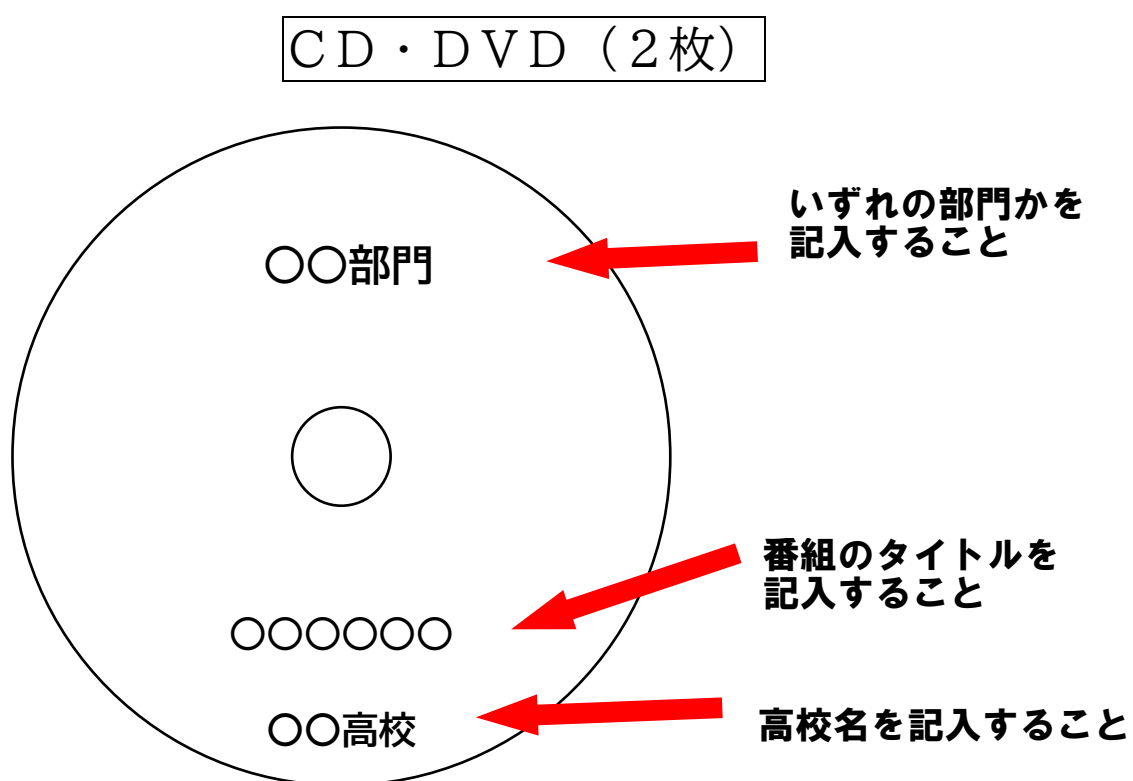 ＣＤ・ＤＶＤ（２枚）
いずれの部門かを
記入すること
○○部門
番組のタイトルを
記入すること
○○○○○○
○○高校
高校名を記入すること